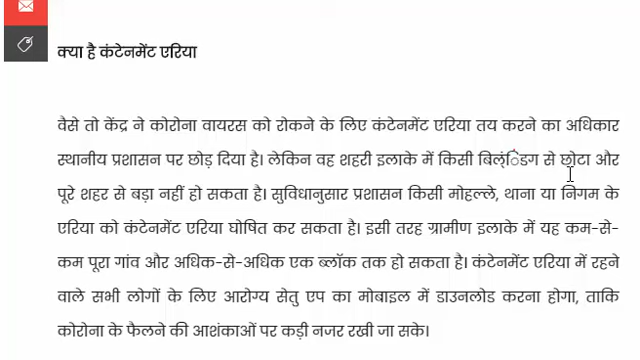 क्या है कंटेनमेंट एरिया
वैसे तो केंद्र ने कोरोना वायरस को रोकने के लिए कंटेनमेंट एरिया तय करने का अधिकार
स्थानीय प्रशासन पर छोड़ दिया है। लेकिन वह शहरी इलाके में किसी बिल्ंिडग से छोटा और
पूरे शहर से बड़ा नहीं हो सकता है। सुविधानुसार प्रशासन किसी मोहल्ले, थाना या निगम के
एरिया को कंटेनमेंट एरिया घोषित कर सकता है। इसी तरह ग्रामीण इलाके में यह कम-से-
कम पूरा गांव और अधिक-से-अधिक एक ब्लॉक तक हो सकता है। कंटेनमेंट एरिया में रहने
वाले सभी लोगों के लिए आरोग्य सेतु एप का मोबाइल में डाउनलोड करना होगा, ताकि
कोरोना के फैलने की आशंकाओं पर कड़ी नजर रखी जा सके।